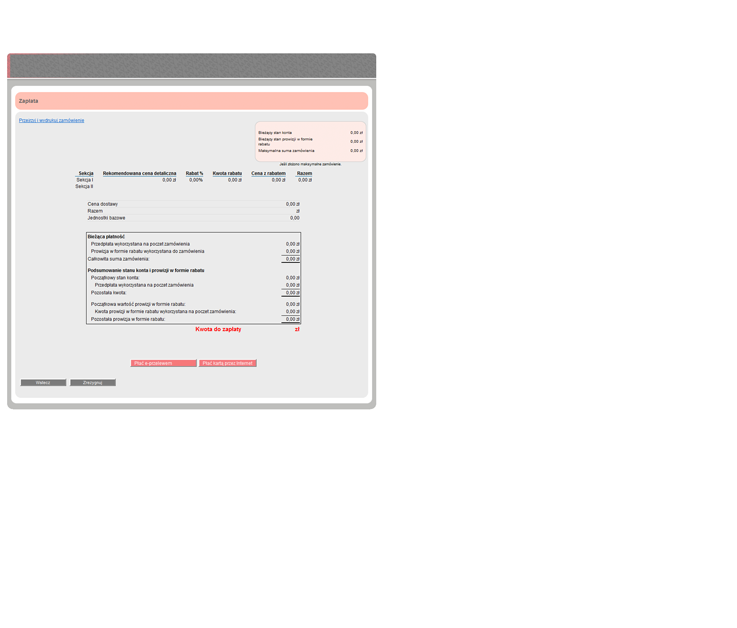 Zapłata
Przejrzyj i wydrukuj zamówienie
Bieżący stan konta 0.00 zł
Bieżący stan prowizji w formie
rabatu 0.00 zł
Maksymalna suma zamówienia 0.00 zł
Jeśli złożono maksymalne zamówienie.
Sekcja Rekomendowana cena detaliczna Rabat % Kwota rabatu Cena z rabatem Razem
Sekcja I 0.00 zł 0,00% 0.00 zł 0.00 zł 0.00 zł
Sekcja II
Cena dostawy 0.00 zł
Razem zł
Jednostki bazowe 0,00
Bieżąca płatność
Przedpłata wykorzystana na poczet zamówienia 0.00 zł
Prowizja w formie rabatu wykorzystana do zamówienia 0.00 zł
Całkowita suma zamówienia: 0.00 zł
Podsumowanie stanu konta i prowizji w formie rabatu
Początkowy stan konta: 0.00 zł
Przedpłata wykorzystana na poczet zamówienia 0.00 zł
Pozostała kwota: 0.00 zł
Początkowa wartość prowizji w formie rabatu: 0.00 zł
Kwota prowizji w formie rabatu wykorzystana na poczet zamówienia: 0.00 zł
Pozostała prowizja w formie rabatu: 0.00 zł
Kwota do zapłaty zł
Płać e-przelewem Płać kartą przez Internet
Wstecz Zrezygnuj